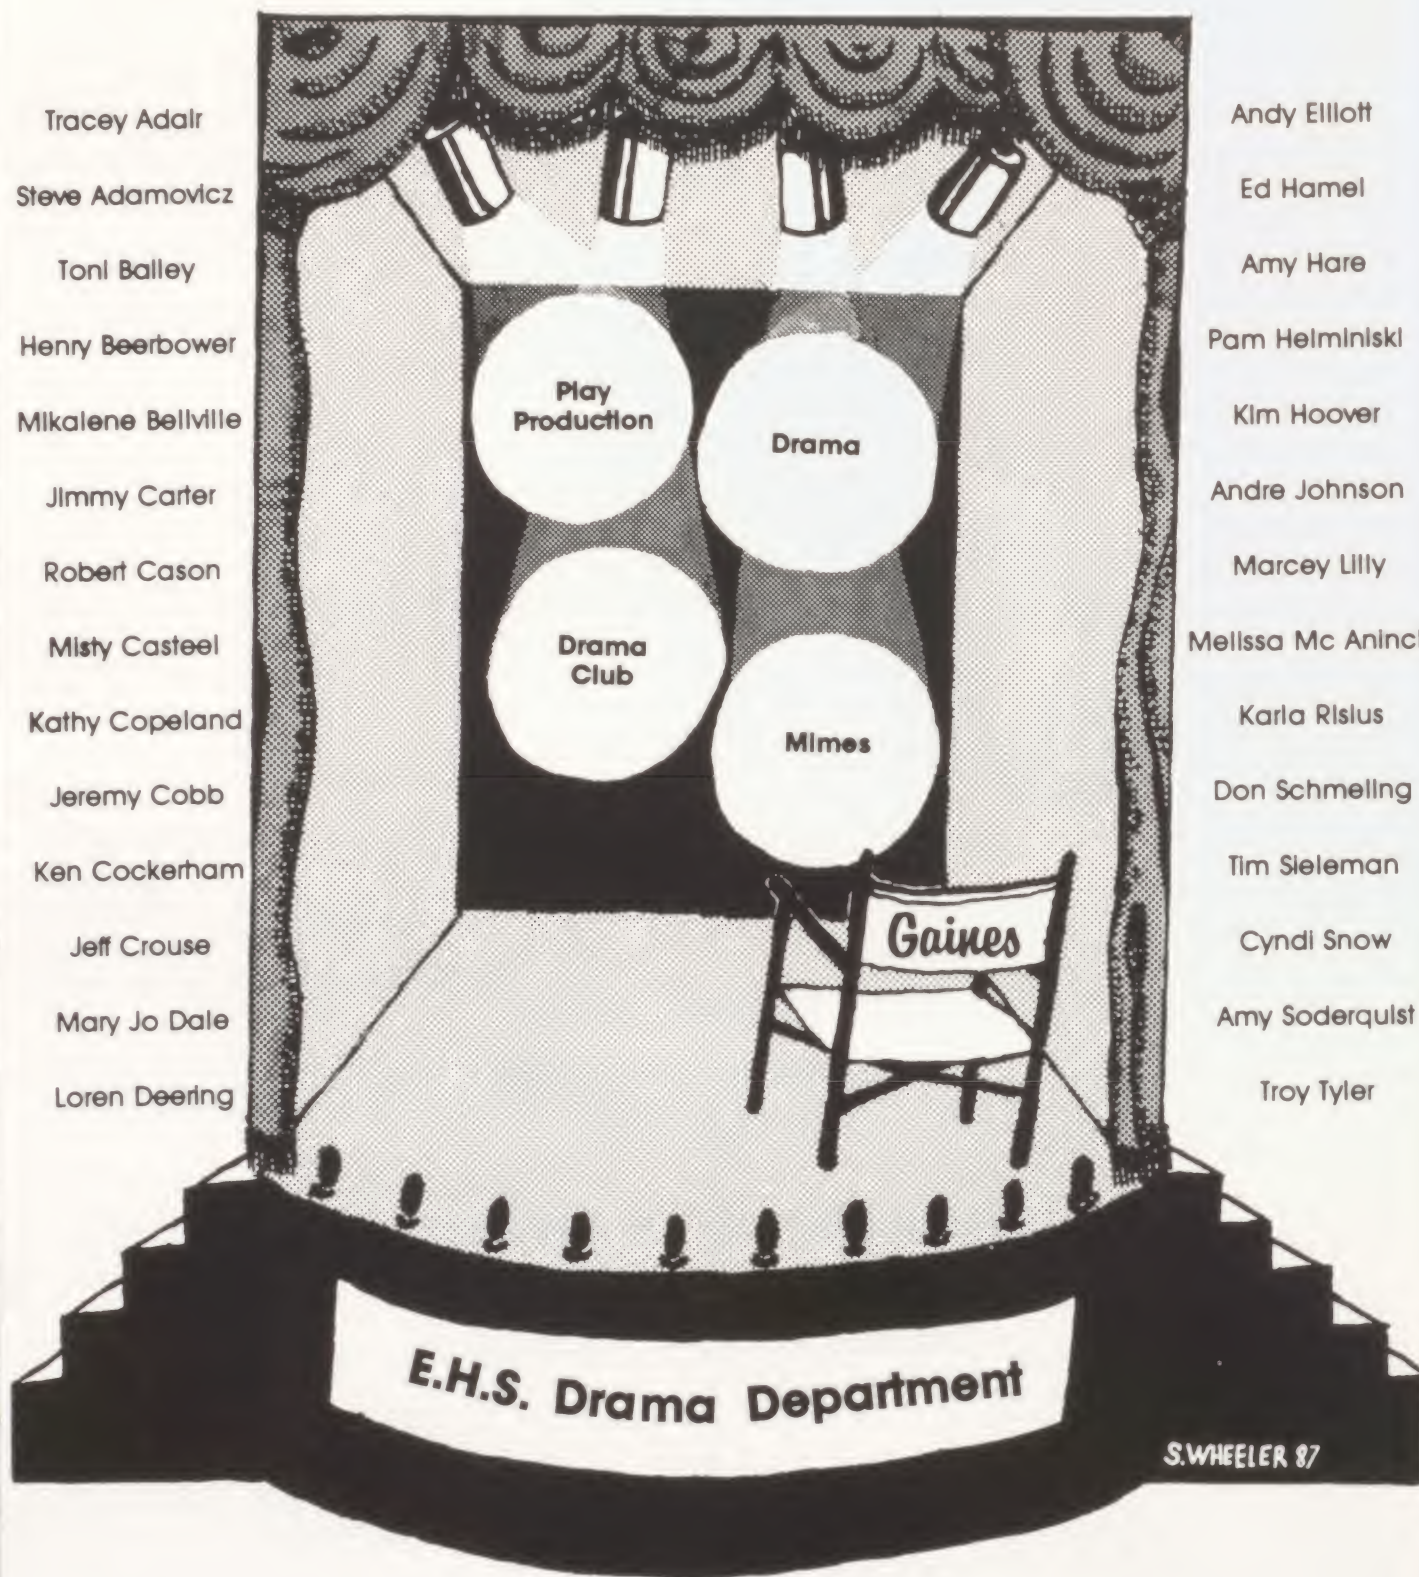 Tracey Adair
Steve Adamovicz
Toni Bailey
Henry Beerbower
Mikalene Bellville
Jimmy Carter
Robert Cason
Misty Casteel
Kathy Copeland
Jeremy Cobb
Ken Cockerham
Jeff Crouse
Mary Jo Dale
Loren Deering
Play
Production
Drama
Drama
Club
Mimes
Gaines
Andy Elliott
Ed Hamel
Amy Hare
Pam Helminiski
Kim Hoover
Andre Johnson
Marcey Lilly
Melissa Mc
Karla Risius
Don Schmeling
Tim Sieleman
Cyndi Snow
Amy Soderquist
Troy Tyler
E.H.S. Drama Department
S.WHEELER 87